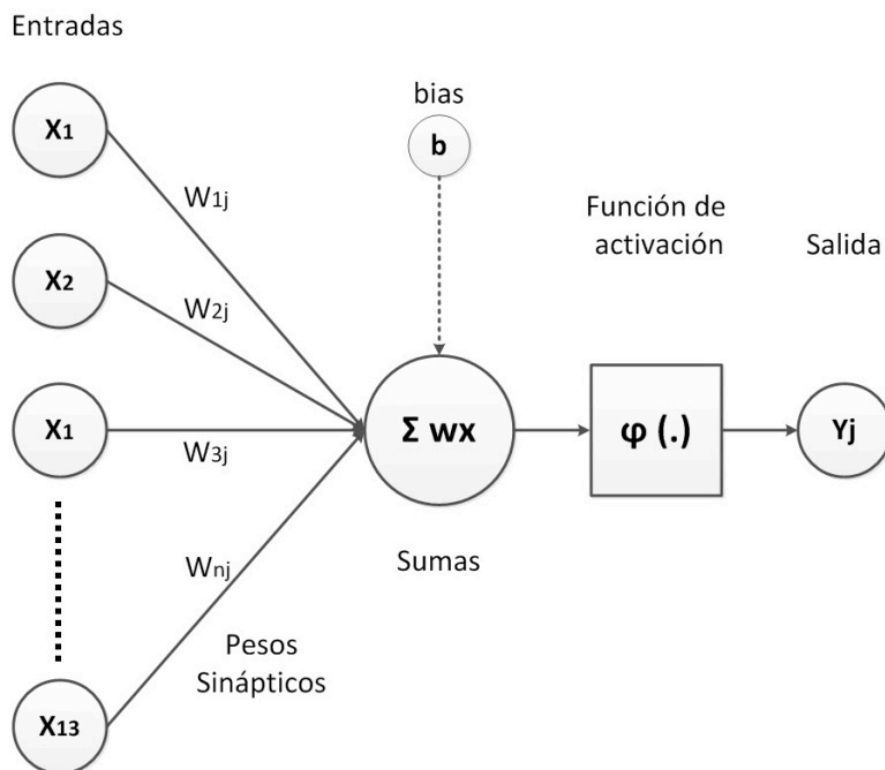 Entradas
X1
bias
b
W1j
Función de
activación
Salida
X2
W2j
X1
W3j
Σ wx
φ (.)
Yj
Wnj
Sumas
Pesos
Sinápticos
X13